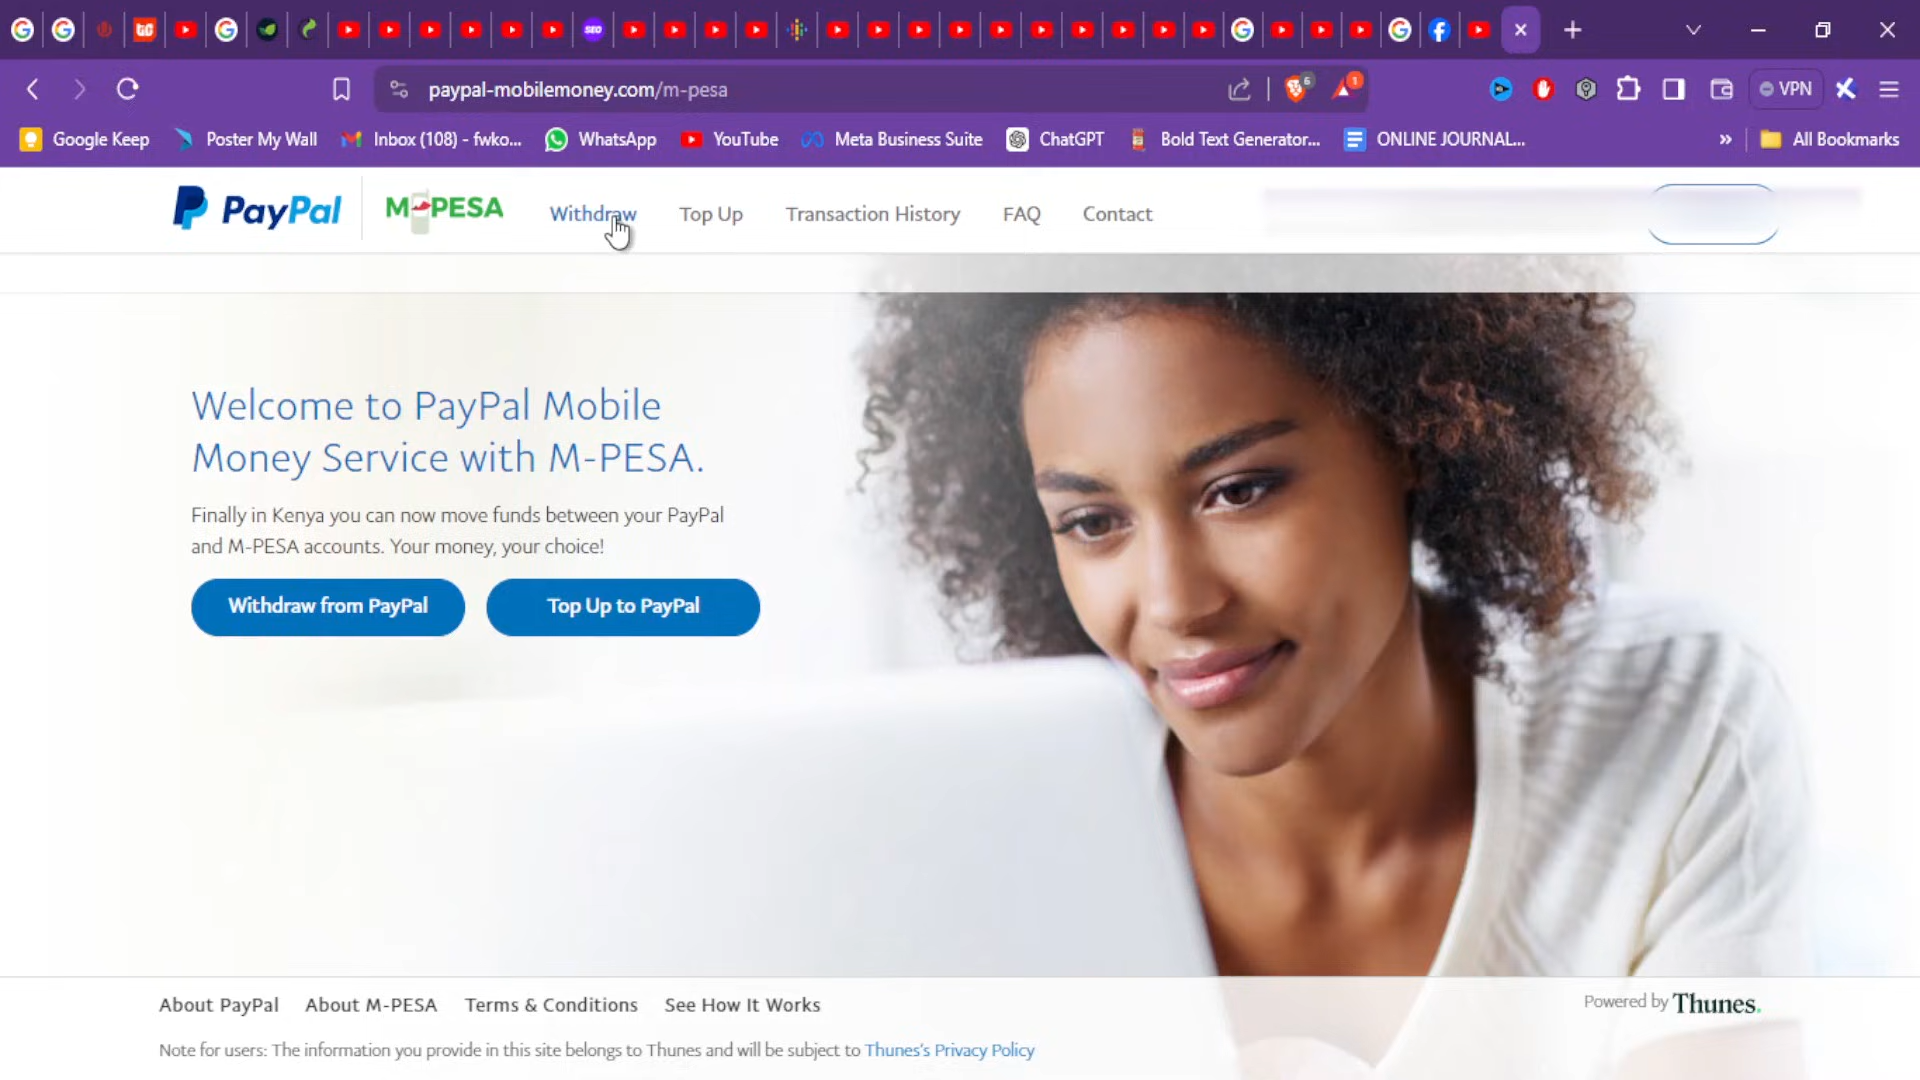 SEO
paypal-mobilemoney.com/m-pesa
6
1
VPN
Google Keep
Poster My Wall
Inbox (108) - fwko...
WhatsApp
YouTube
Meta Business Suite
ChatGPT
Bold Text Generator...
ONLINE JOURNAL...
»
All Bookmarks
PayPal
M-PESA
Withdraw
Top Up
Transaction History
FAQ
Contact
Welcome to PayPal Mobile
Money Service with M-PESA.
Finally in Kenya you can now move funds between your PayPal
and M-PESA accounts. Your money, your choice!
Withdraw from PayPal
Top Up to PayPal
About PayPal
About M-PESA
Terms & Conditions
See How It Works
Powered by Thunes.
Note for users: The information you provide in this site belongs to Thunes and will be subject to Thunes's Privacy Policy